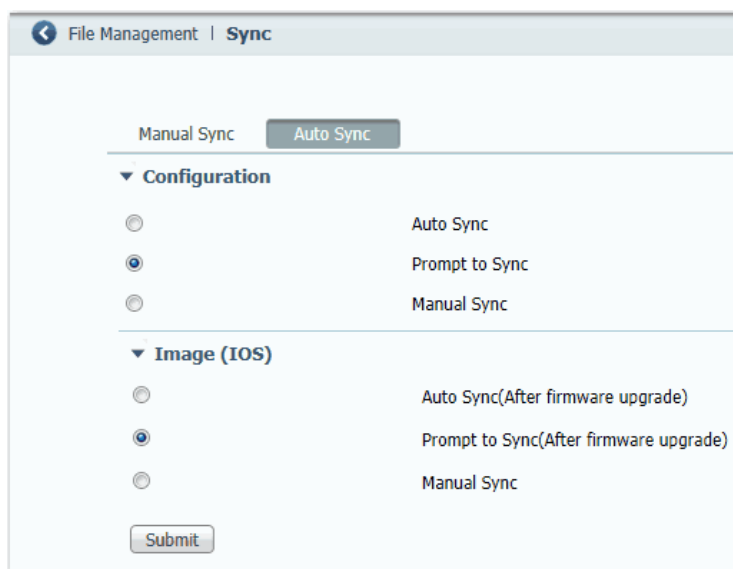 File Management | Sync
Manual Sync Auto Sync
Configuration
Auto Sync
Prompt to Sync
Manual Sync
Image (IOS)
Auto Sync(After firmware upgrade)
Prompt to Sync(After firmware upgrade)
Manual Sync
Submit